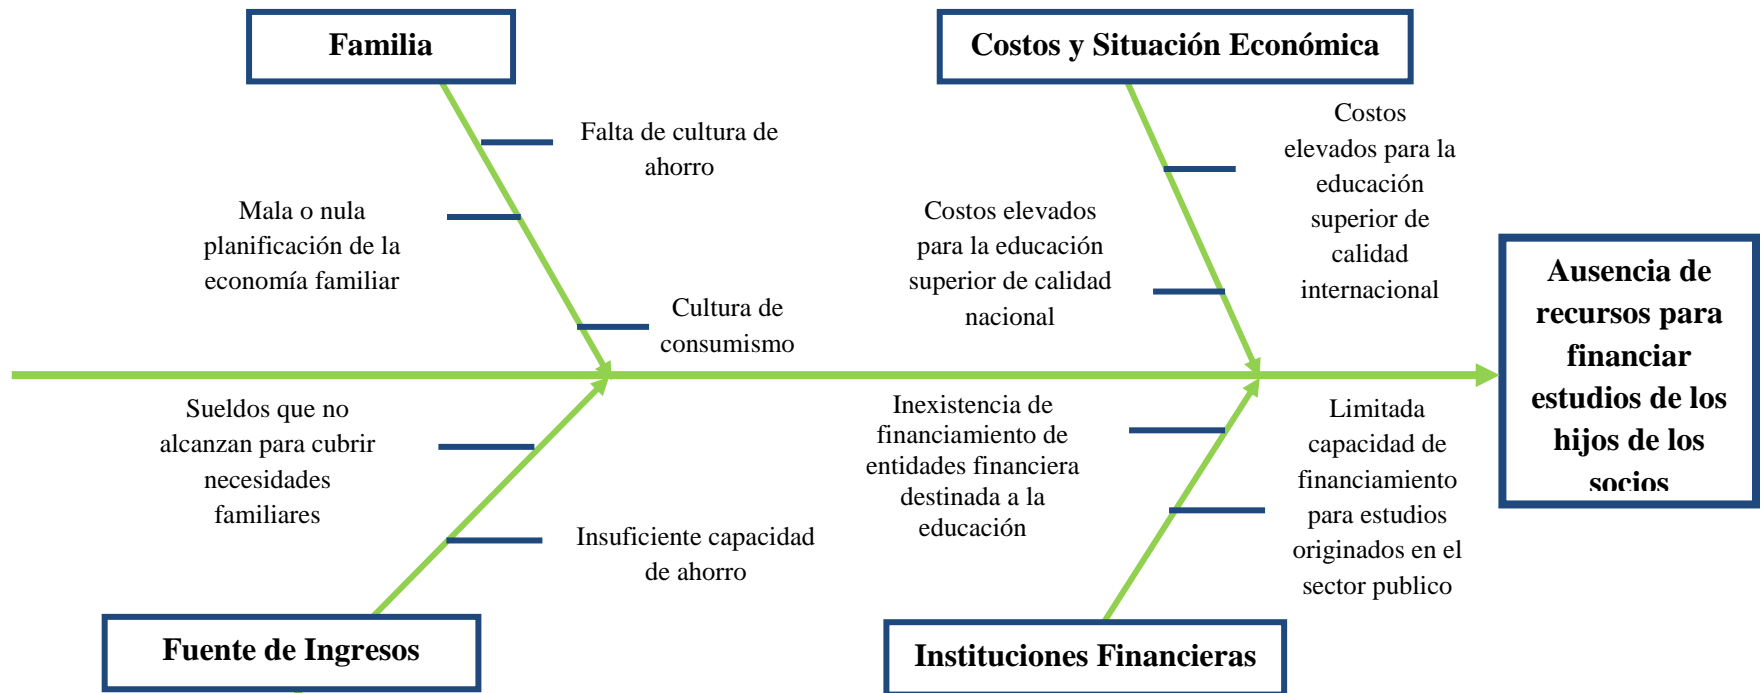 Familia
Costos y Situación Económica
Falta de cultura de
ahorro
Mala o nula
planificación de la
economía familiar
Cultura de
consumismo
Costos
elevados para la
educación
superior de
calidad
internacional
Costos elevados
para la educación
superior de calidad
nacional
Ausencia de
recursos para
financiar
estudios de los
hijos de los
socios
Sueldos que no
alcanzan para cubrir
necesidades
familiares
Insuficiente capacidad
de ahorro
Inexistencia de
financiamiento de
entidades financiera
destinada a la
educación
Limitada
capacidad de
financiamiento
para estudios
originados en el
sector publico
Fuente de Ingresos
Instituciones Financieras